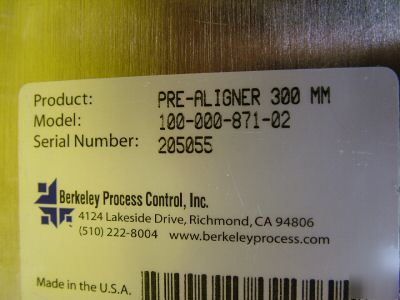 Product: PRE-ALIGNER 300 MM
Model: 100-000-871-02
Serial Number: 205055
Berkeley Process Control, Inc.
4124 Lakeside Drive, Richmond, CA 94806
(510) 222-8004 www.berkeleyprocess.com
Made in the U.S.A.